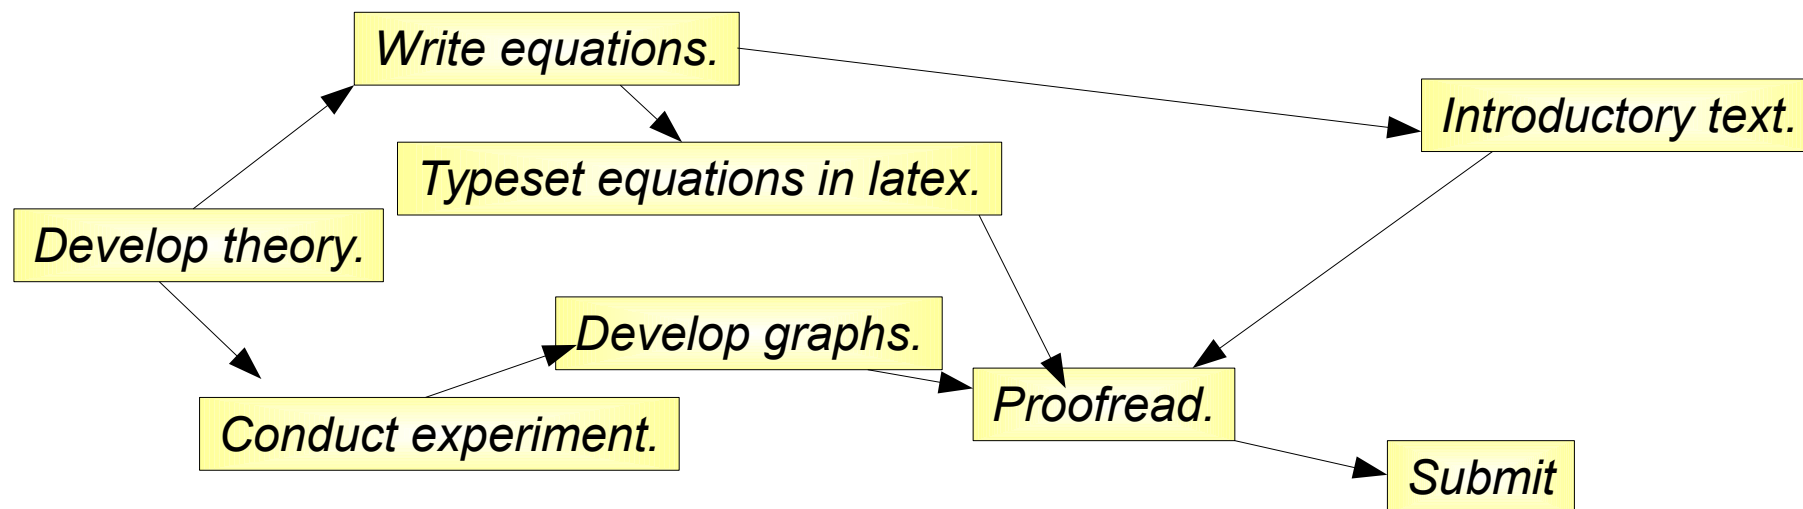 Write equations.
Introductory text.
Typeset equations in latex.
Develop theory.
Develop graphs.
Proofread.
Conduct experiment.
Submit